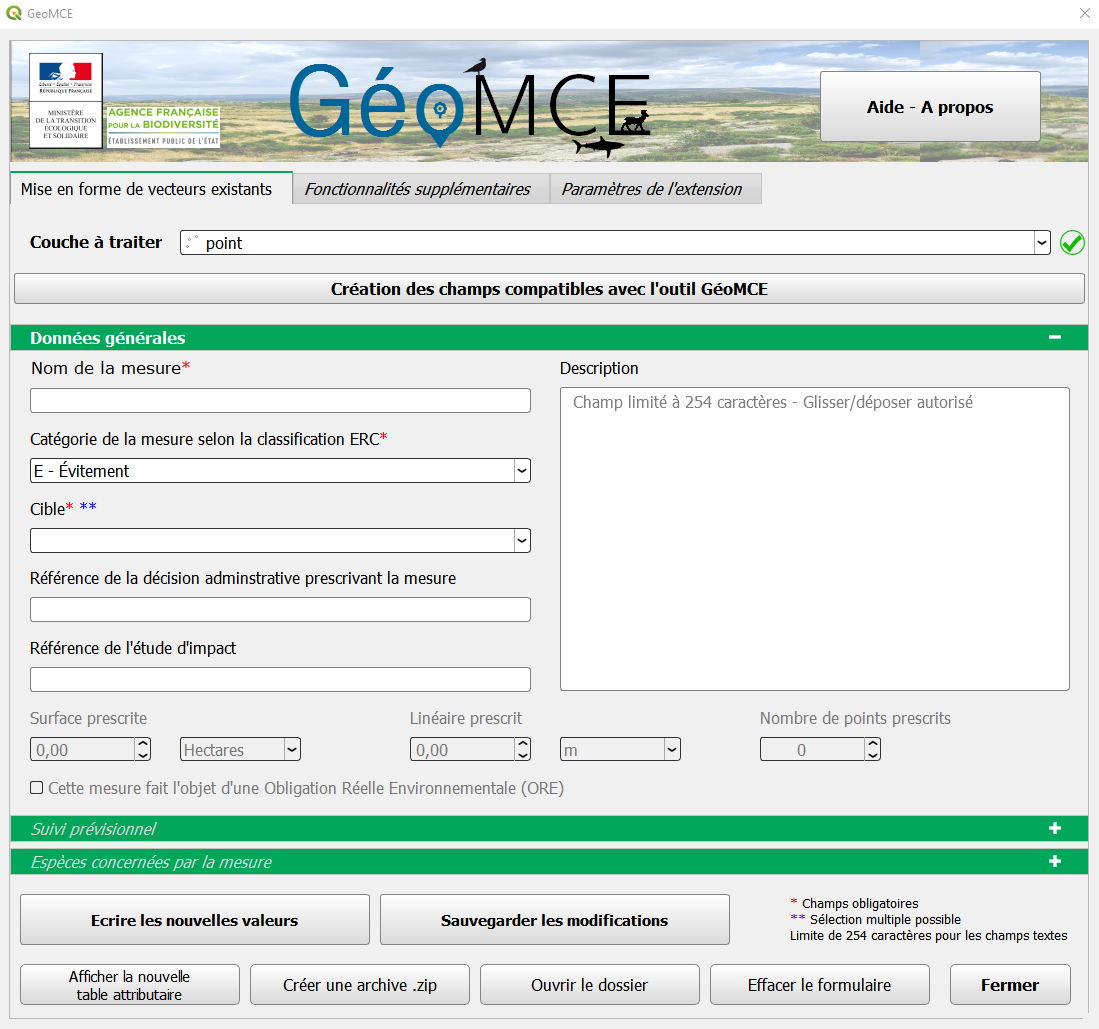 GeoMCE
Liberté • Égalité • Fraternité
RÉPUBLIQUE FRANÇAISE
MINISTÈRE
DE LA TRANSITION
ÉCOLOGIQUE
ET SOLIDAIRE
AGENCE FRANÇAISE
POUR LA BIODIVERSITÉ
ÉTABLISSEMENT PUBLIC DE L'ÉTAT
GéoMCE
Aide - A propos
Mise en forme de vecteurs existants
Fonctionnalités supplémentaires
Paramètres de l'extension
Couche à traiter
point
Création des champs compatibles avec l'outil GéoMCE
Données générales
Nom de la mesure*
Description
Champ limité à 254 caractères - Glisser/déposer autorisé
Catégorie de la mesure selon la classification ERC*
E - Évitement
Cible* **
Référence de la décision adminstrative prescrivant la mesure
Référence de l'étude d'impact
Surface prescrite
Linéaire prescrit
Nombre de points prescrits
0,00
Hectares
0,00
m
0
Cette mesure fait l'objet d'une Obligation Réelle Environnementale (ORE)
Suivi prévisionnel
Espèces concernées par la mesure
Ecrire les nouvelles valeurs
Sauvegarder les modifications
* Champs obligatoires
** Sélection multiple possible
Limite de 254 caractères pour les champs textes
Afficher la nouvelle
table attributaire
Créer une archive .zip
Ouvrir le dossier
Effacer le formulaire
Fermer